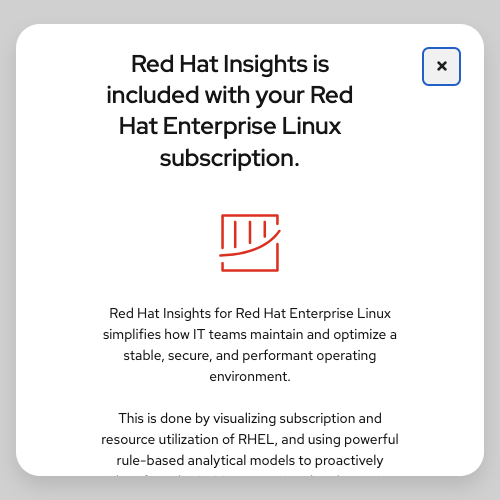 Red Hat Insights is
included with your Red
Hat Enterprise Linux
subscription.
Red Hat Insights for Red Hat Enterprise Linux
simplifies how IT teams maintain and optimize a
stable, secure, and performant operating
environment.
This is done by visualizing subscription and
resource utilization of RHEL, and using powerful
rule-based analytical models to proactively